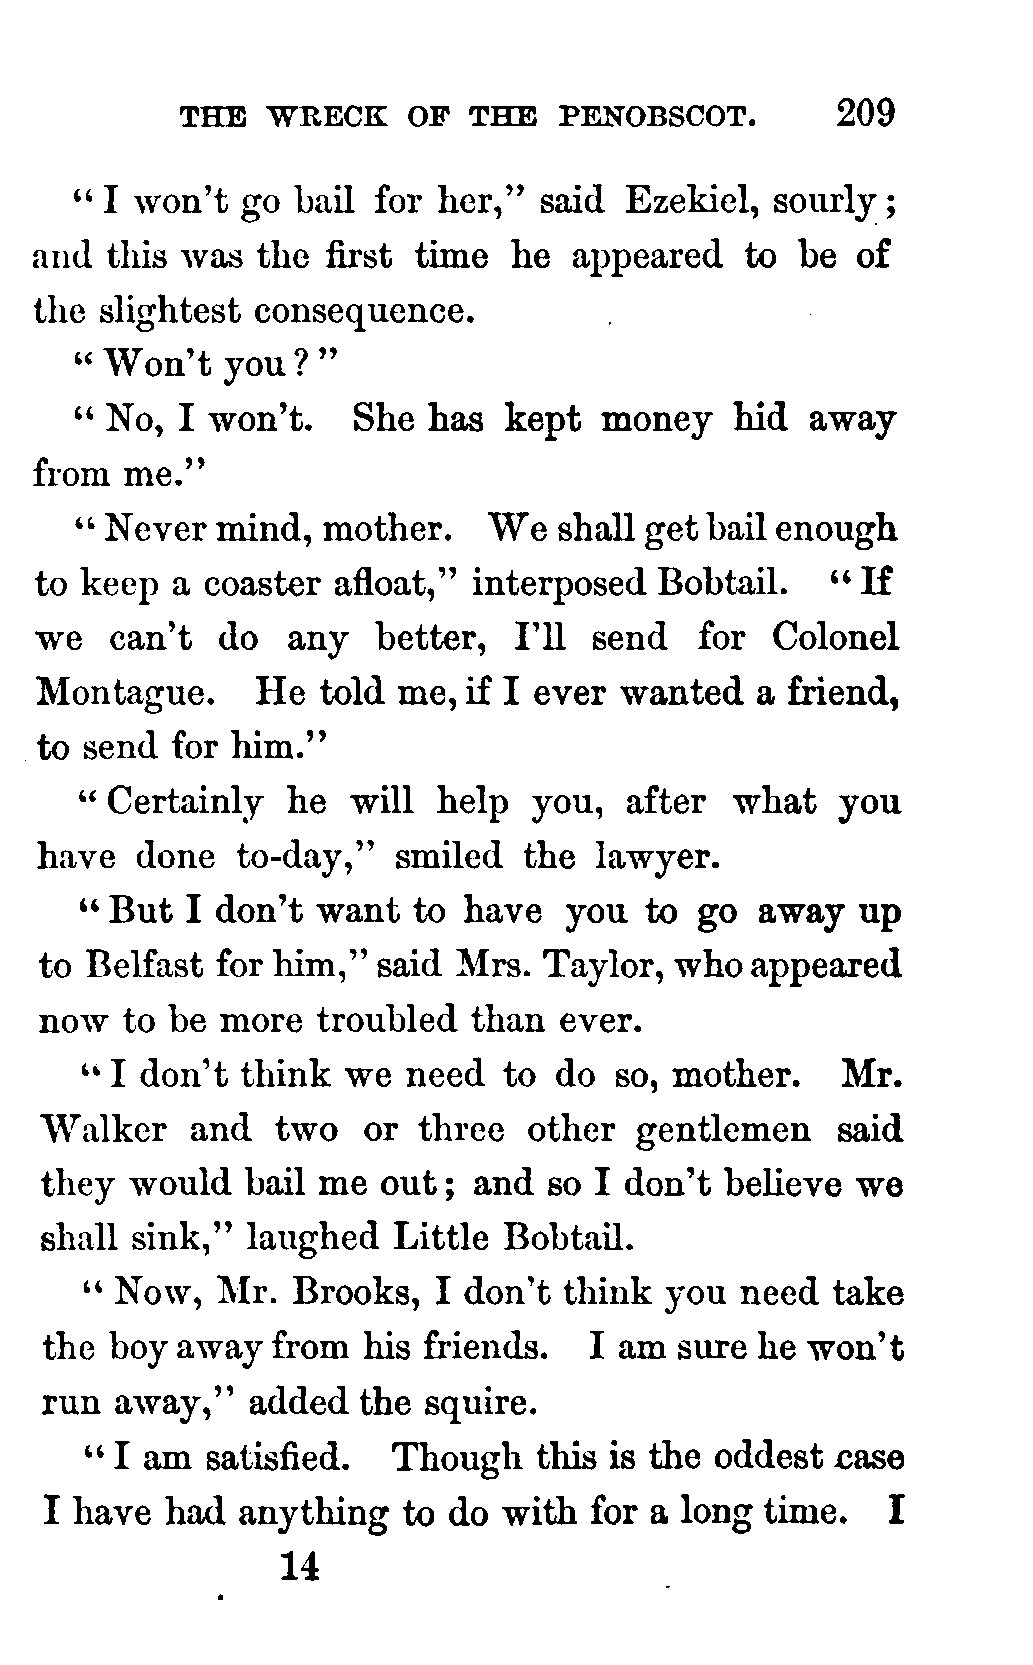 THE WRECK OF THE PENOBSCOT. 209
"I won't go bail for her," said Ezekiel, sourly;
and this was the first time he appeared to be of
the slightest consequence.
"Won't you?"
"No, I won't. She has kept money hid away
from me."
"Never mind, mother. We shall get bail enough
to keep a coaster afloat," interposed Bobtail. "If
we can't do any better, I'll send for Colonel
Montague. He told me, if I ever wanted a friend,
to send for him."
"Certainly he will help you, after what you
have done to-day," smiled the lawyer.
"But I don't want to have you to go away up
to Belfast for him," said Mrs. Taylor, who appeared
now to be more troubled than ever.
"I don't think we need to do so, mother. Mr.
Walker and two or three other gentlemen said
they would bail me out; and so I don't believe we
shall sink," laughed Little Bobtail.
"Now, Mr. Brooks, I don't think you need take
the boy away from his friends. I am sure he won't
run away," added the squire.
"I am satisfied. Though this is the oddest case
I have had anything to do with for a long time. I
14